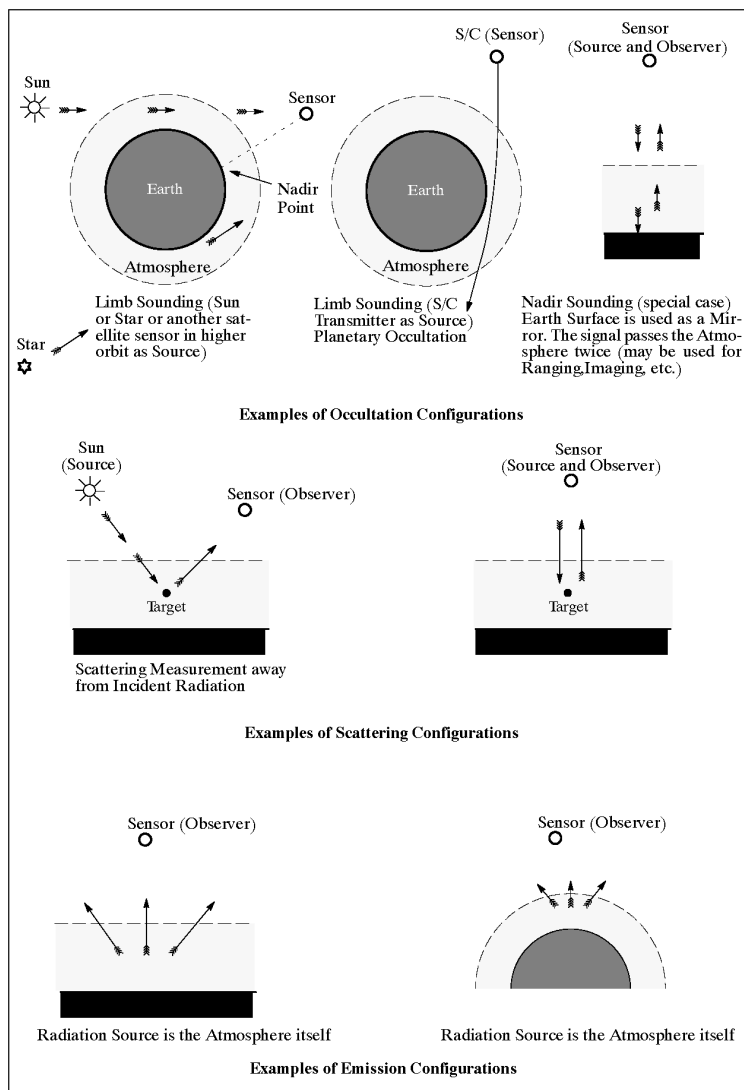 Sun
Sensor
Earth
Nadir
Point
Atmosphere
Limb Sounding (Sun
or Star or another sat-
ellite sensor in higher
orbit as Source)
Star
S/C (Sensor)
Earth
Atmosphere
Limb Sounding (S/C
Transmitter as Source)
Planetary Occultation
Sensor
(Source and Observer)
Nadir Sounding (special case)
Earth Surface is used as a Mir-
ror. The signal passes the Atmo-
sphere twice (may be used for
Ranging,Imaging, etc.)
Examples of Occultation Configurations
Sun
(Source)
Sensor (Observer)
Target
Scattering Measurement away
from Incident Radiation
Sensor
(Source and Observer)
Target
Examples of Scattering Configurations
Sensor (Observer)
Radiation Source is the Atmosphere itself
Sensor (Observer)
Radiation Source is the Atmosphere itself
Examples of Emission Configurations